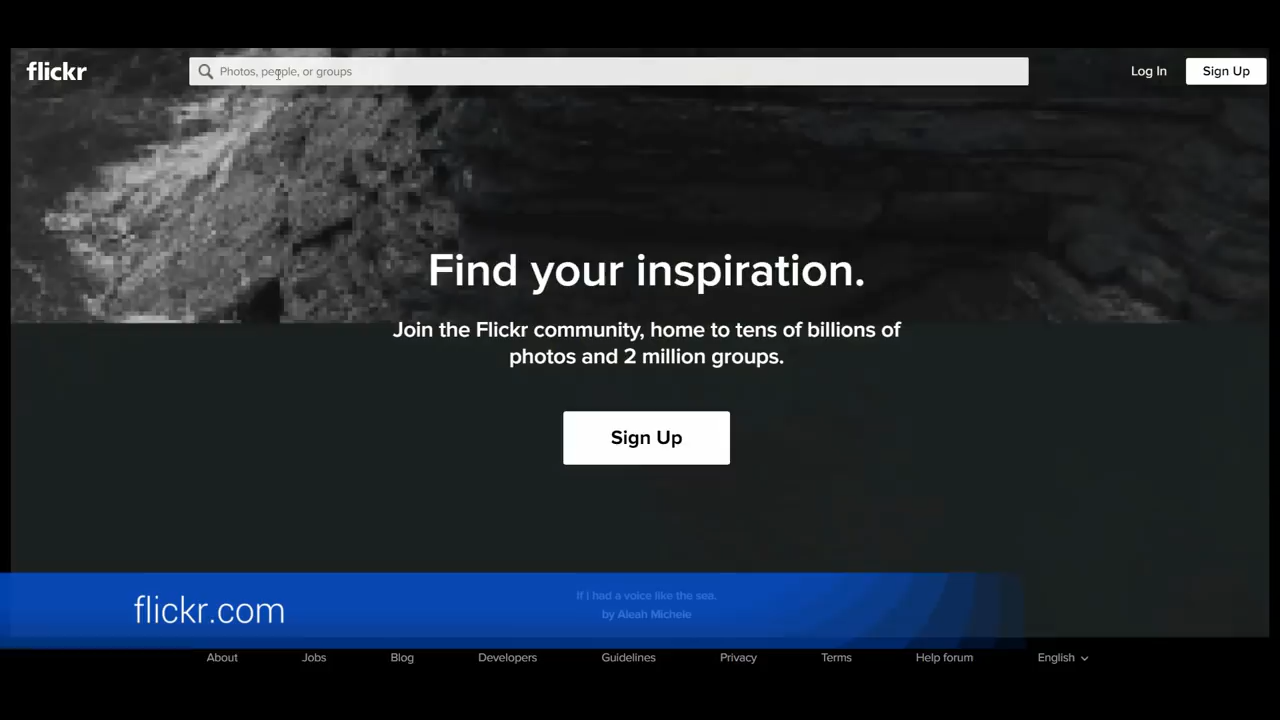 flickr
Photos, people, or groups
Log In
Sign Up
Find your inspiration.
Join the Flickr community, home to tens of billions of
photos and 2 million groups.
Sign Up
If I had a voice like the sea.
by Aleah Michele
flickr.com
About
Jobs
Blog
Developers
Guidelines
Privacy
Terms
Help forum
English